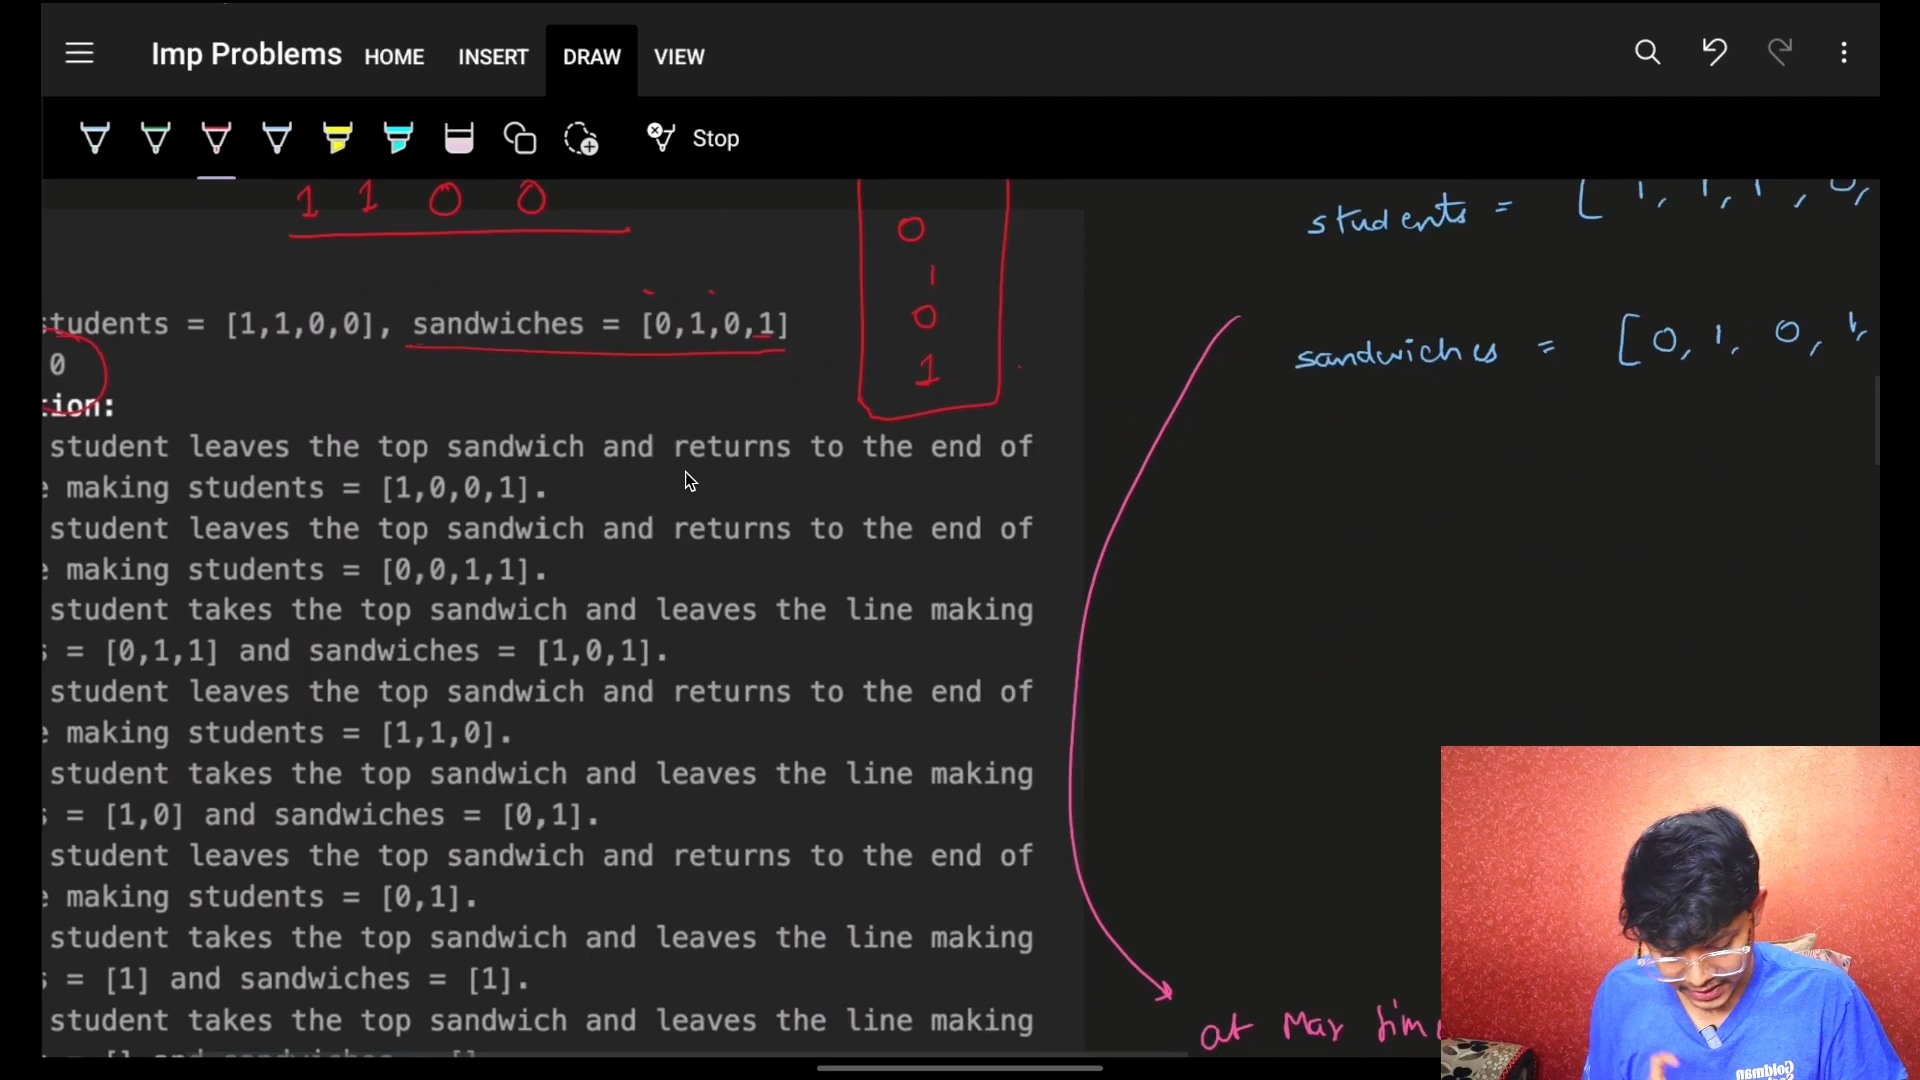 Imp Problems HOME INSERT DRAW VIEW
Stop
1 1 0 0
0
1
0
1
students = [1,1,0,0], sandwiches = [0,1,0,1]
0
tion:
student leaves the top sandwich and returns to the end of
e making students = [1,0,0,1].
student leaves the top sandwich and returns to the end of
e making students = [0,0,1,1].
student takes the top sandwich and leaves the line making
s = [0,1,1] and sandwiches = [1,0,1].
student leaves the top sandwich and returns to the end of
e making students = [1,1,0].
student takes the top sandwich and leaves the line making
s = [1,0] and sandwiches = [0,1].
student leaves the top sandwich and returns to the end of
e making students = [0,1].
student takes the top sandwich and leaves the line making
s = [1] and sandwiches = [1].
student takes the top sandwich and leaves the line making
students = [ 1, 1, 1, 0,
sandwiches = [0, 1, 0, 1,
at
Goldman